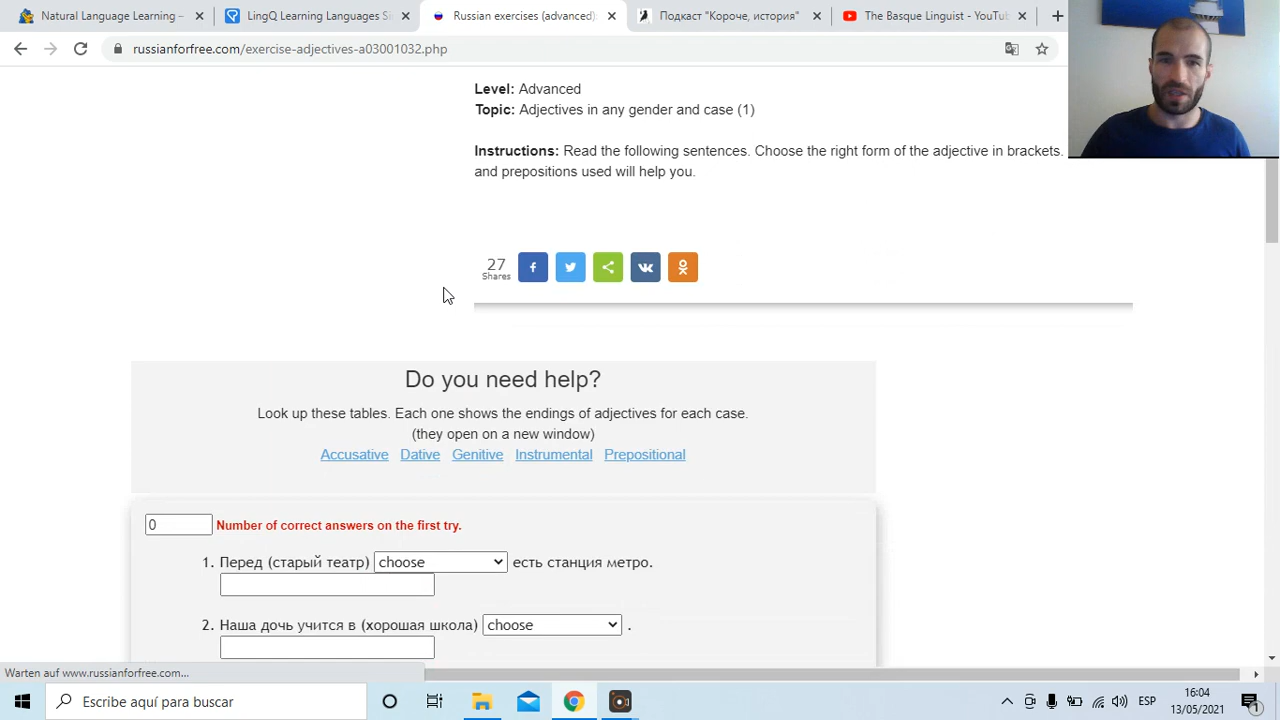 Natural Language Learning –
LingQ Learning Languages Si
Russian exercises (advanced):
Подкаст "Короче, история"
The Basque Linguist - YouTu
russianforfree.com/exercise-adjectives-a03001032.php
Level: Advanced
Topic: Adjectives in any gender and case (1)
Instructions: Read the following sentences. Choose the right form of the adjective in brackets.
and prepositions used will help you.
27
Shares
Do you need help?
Look up these tables. Each one shows the endings of adjectives for each case.
(they open on a new window)
Accusative Dative Genitive Instrumental Prepositional
0 Number of correct answers on the first try.
1. Перед (старый театр) choose есть станция метро.
2. Наша дочь учится в (хорошая школа) choose .
Warten auf www.russianforfree.com...
Escribe aquí para buscar
ESP
16:04
13/05/2021